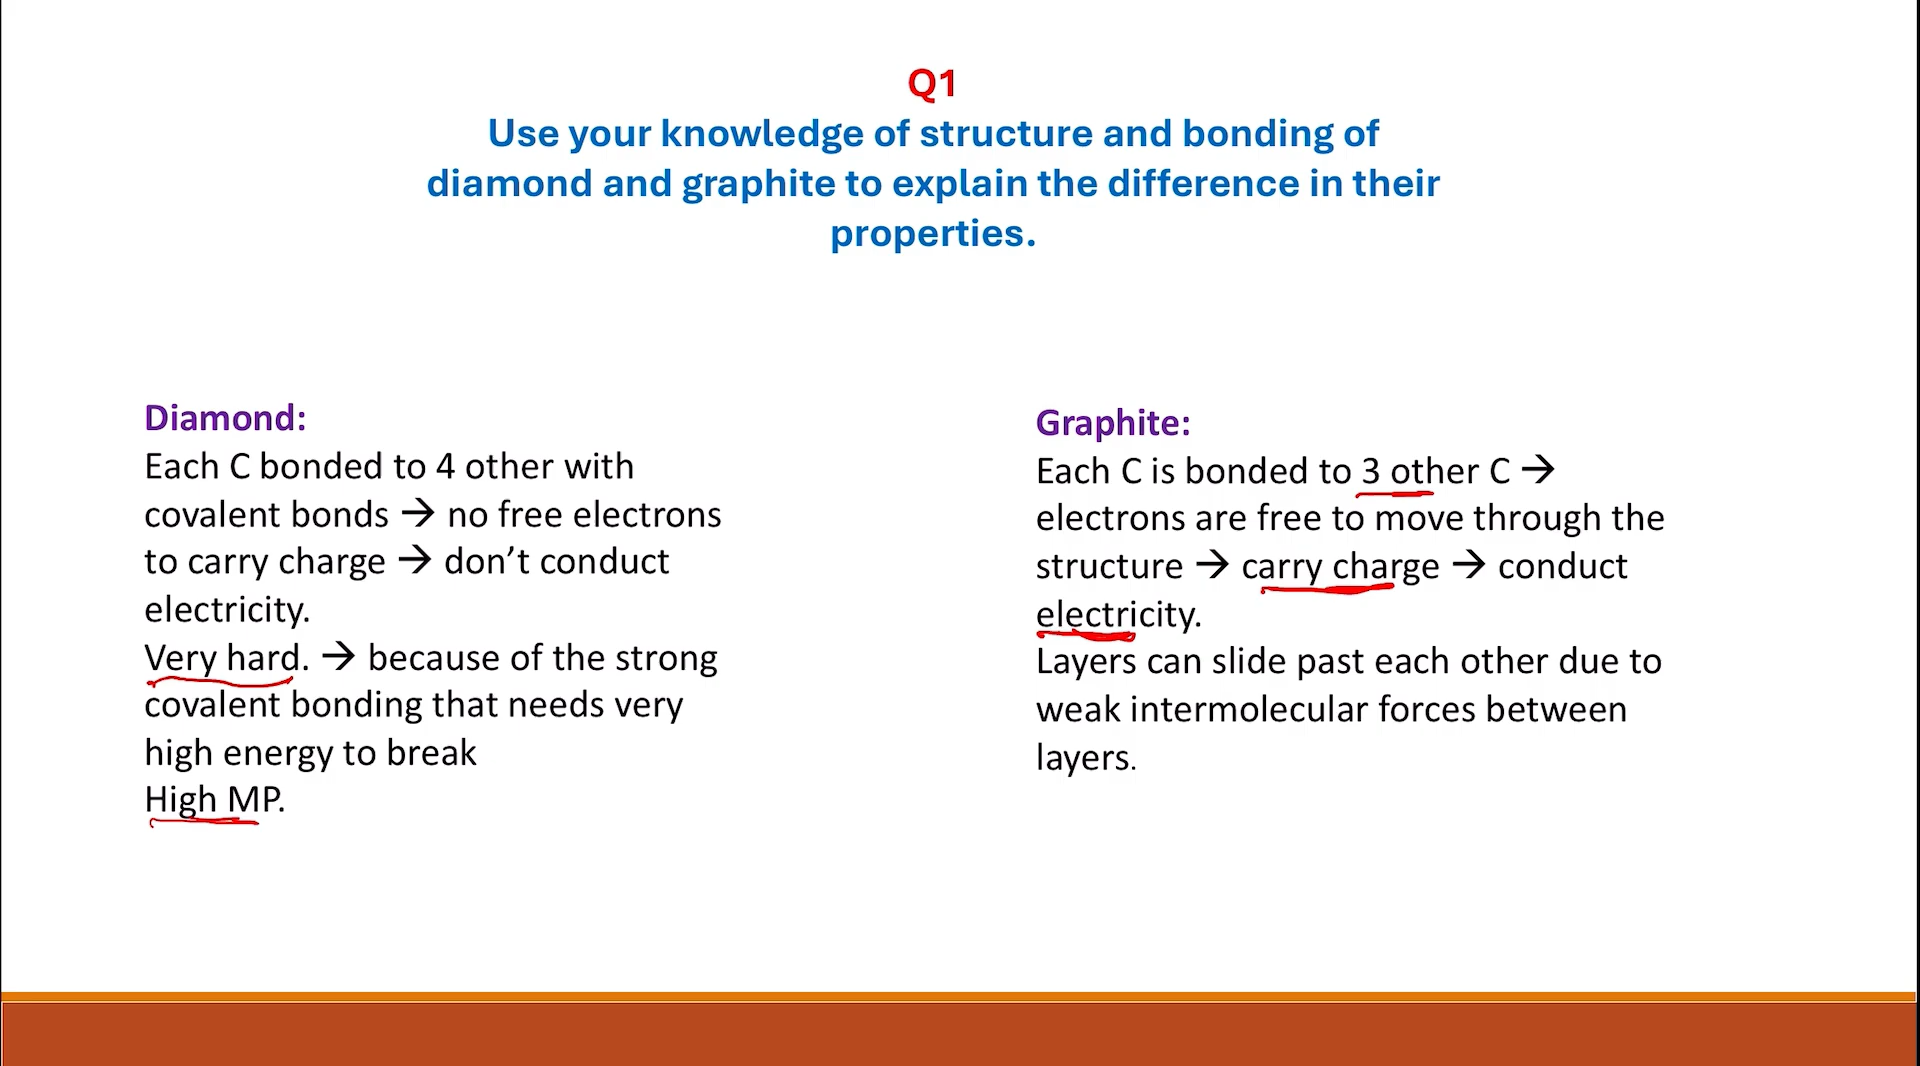 Q1
Use your knowledge of structure and bonding of
diamond and graphite to explain the difference in their
properties.
Diamond:
Each C bonded to 4 other with
covalent bonds → no free electrons
to carry charge → don’t conduct
electricity.
Very hard. → because of the strong
covalent bonding that needs very
high energy to break
High MP.
Graphite:
Each C is bonded to 3 other C →
electrons are free to move through the
structure → carry charge → conduct
electricity.
Layers can slide past each other due to
weak intermolecular forces between
layers.